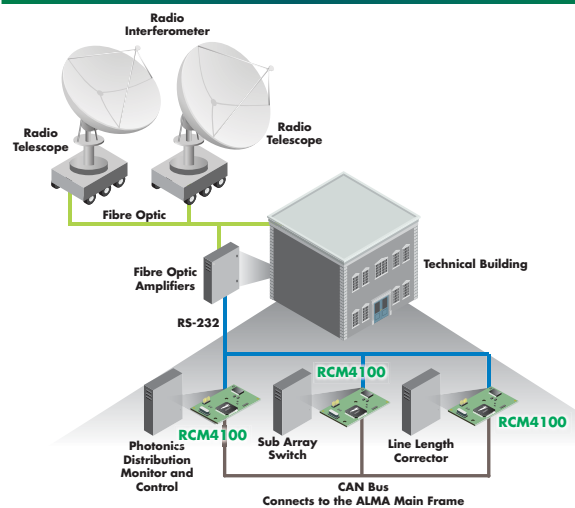 Radio
Interferometer
Radio
Telescope
Radio
Telescope
Fibre Optic
Technical Building
Fibre Optic
Amplifiers
RS-232
RCM4100
RCM4100
RCM4100
Photonics
Distribution
Monitor and
Control
Sub Array
Switch
Line Length
Corrector
CAN Bus
Connects to the ALMA Main Frame